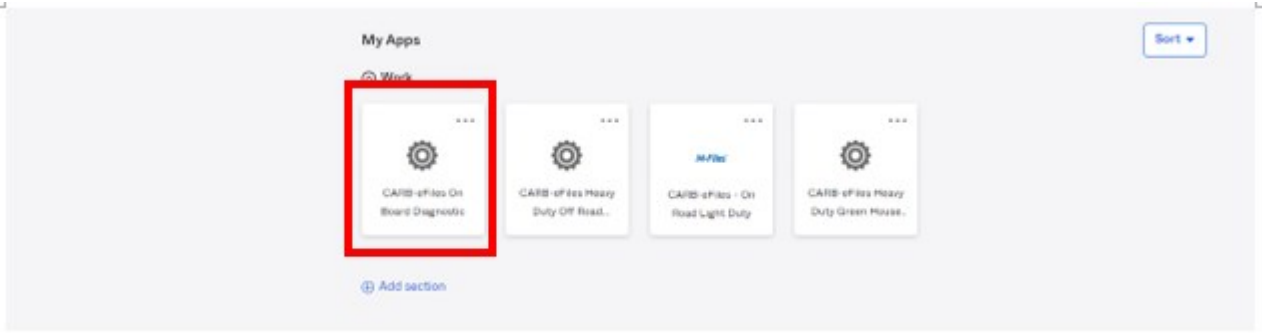 My Apps
Sort
Work
CARB-eFiles On
Board Diagnostic
CARB-eFiles Heavy
Duty Off Road...
M-Files
CARB-eFiles - On
Road Light Duty
CARB-eFiles Heavy
Duty Green House...
Add section